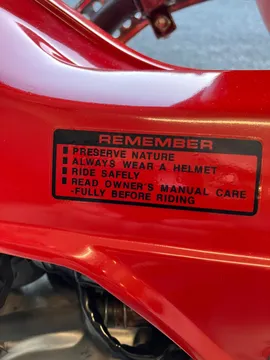 REMEMBER
PRESERVE NATURE
ALWAYS WEAR A HELMET
RIDE SAFELY
READ OWNER'S MANUAL CARE
-FULLY BEFORE RIDING